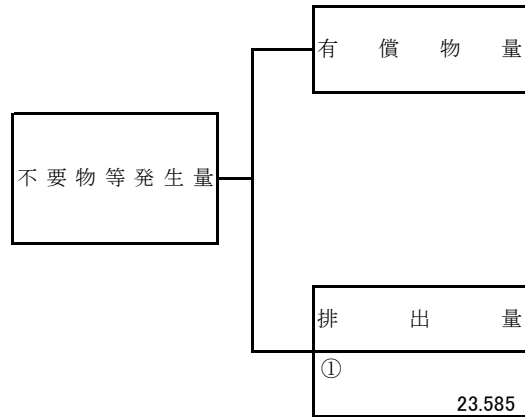 有償物量
不要物等発生量
排出量
①
23.585